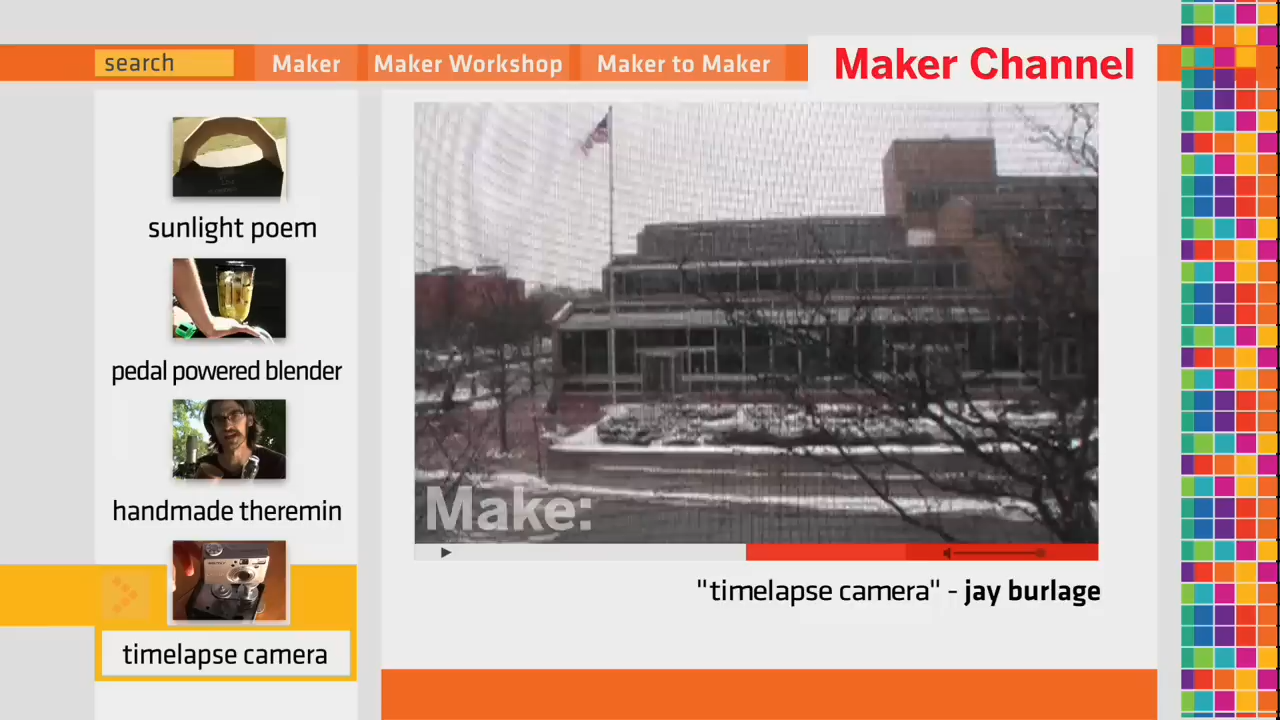 search
Maker
Maker Workshop
Maker to Maker
Maker Channel
sunlight poem
pedal powered blender
handmade theremin
timelapse camera
Make:
"timelapse camera" - jay burlage